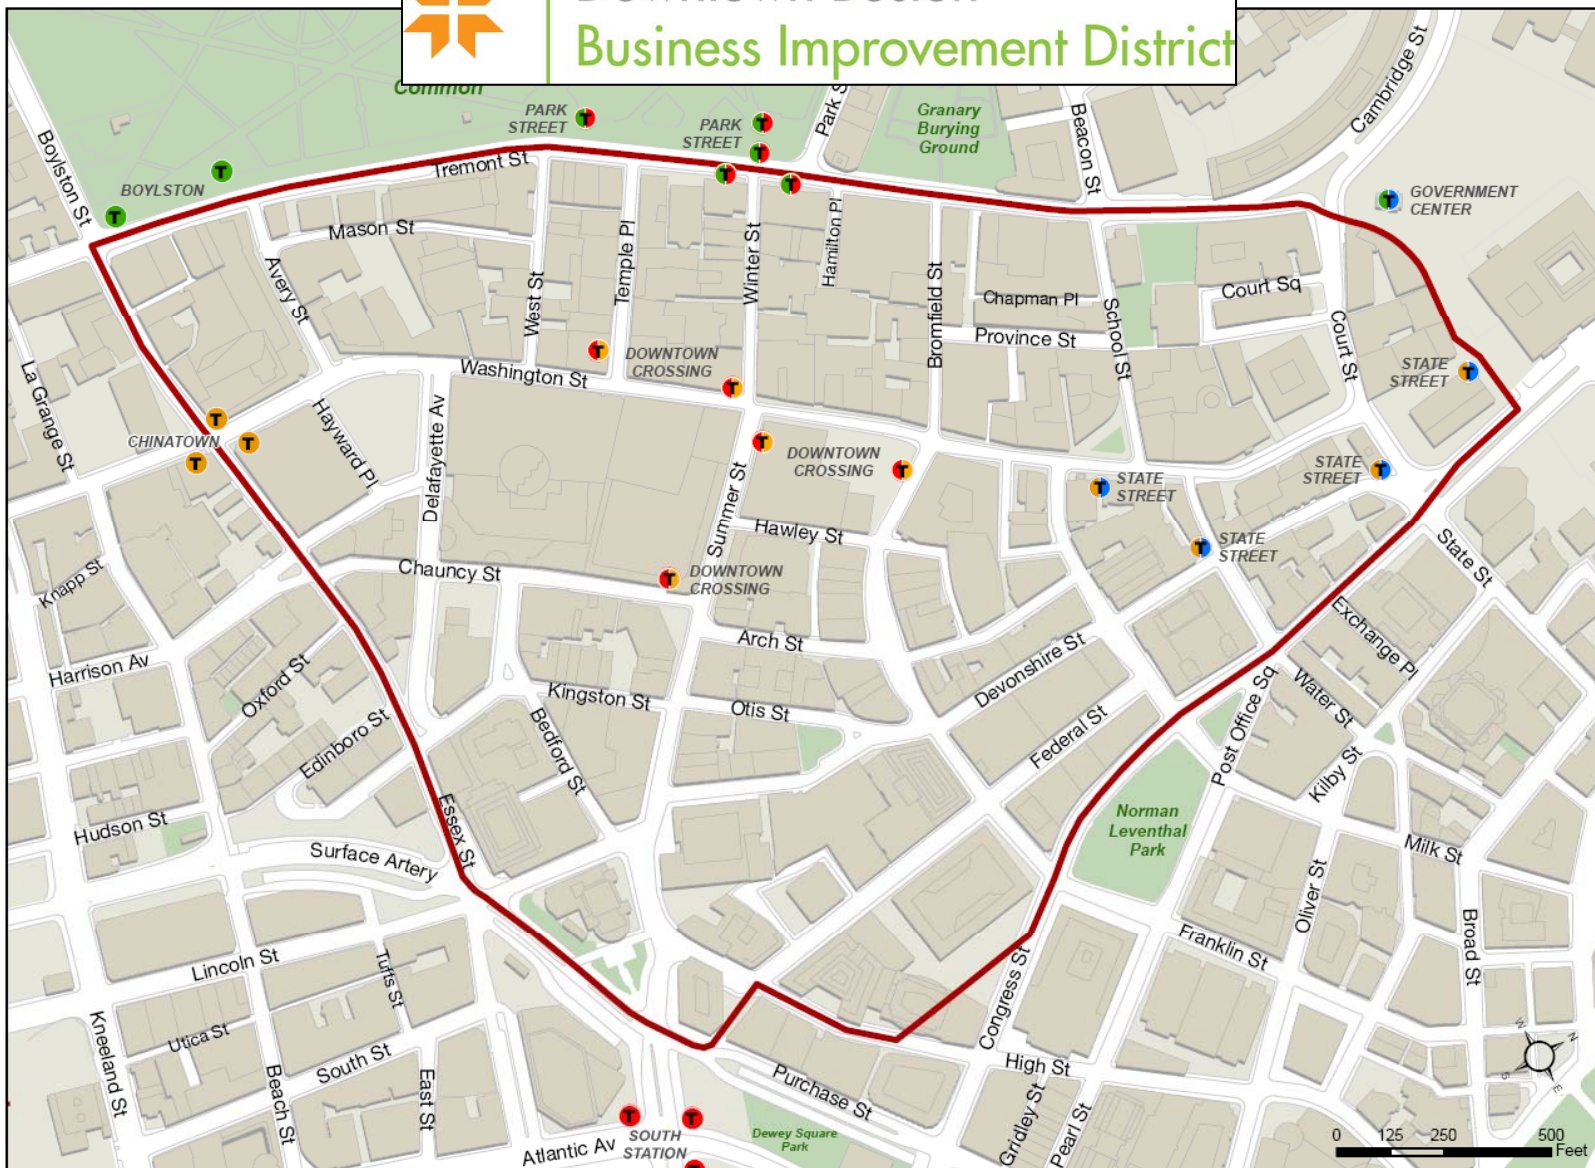 Business Improvement District
Common
PARK
STREET
PARK
STREET
Park S
Granary
Burying
Ground
Beacon St
Cambridge St
Boylston St
BOYLSTON
Tremont St
GOVERNMENT
CENTER
Mason St
Avery St
West St
Temple Pl
Winter St
Hamilton Pl
Bromfield St
Chapman Pl
Province St
School St
Court Sq
Court St
STATE
STREET
La Grange St
Washington St
DOWNTOWN
CROSSING
CHINATOWN
Hayward Pl
Delafayette Av
Summer St
DOWNTOWN
CROSSING
STATE
STREET
STATE
STREET
STATE
STREET
Hawley St
Chauncy St
DOWNTOWN
CROSSING
State St
Knapp St
Harrison Av
Oxford St
Edinboro St
Arch St
Kingston St
Otis St
Bedford St
Devonshire St
Federal St
Exchange Pl
Water St
Post Office Sq
Kilby St
Hudson St
Surface Artery
Essex St
Norman
Leventhal
Park
Milk St
Oliver St
Broad St
Franklin St
Lincoln St
Tufts St
Kneeland St
Utica St
South St
Beach St
East St
Congress St
High St
Purchase St
Gridley St
Pearl St
Atlantic Av
SOUTH
STATION
Dewey Square
Park
W
N
S
E
0 125 250 500
Feet